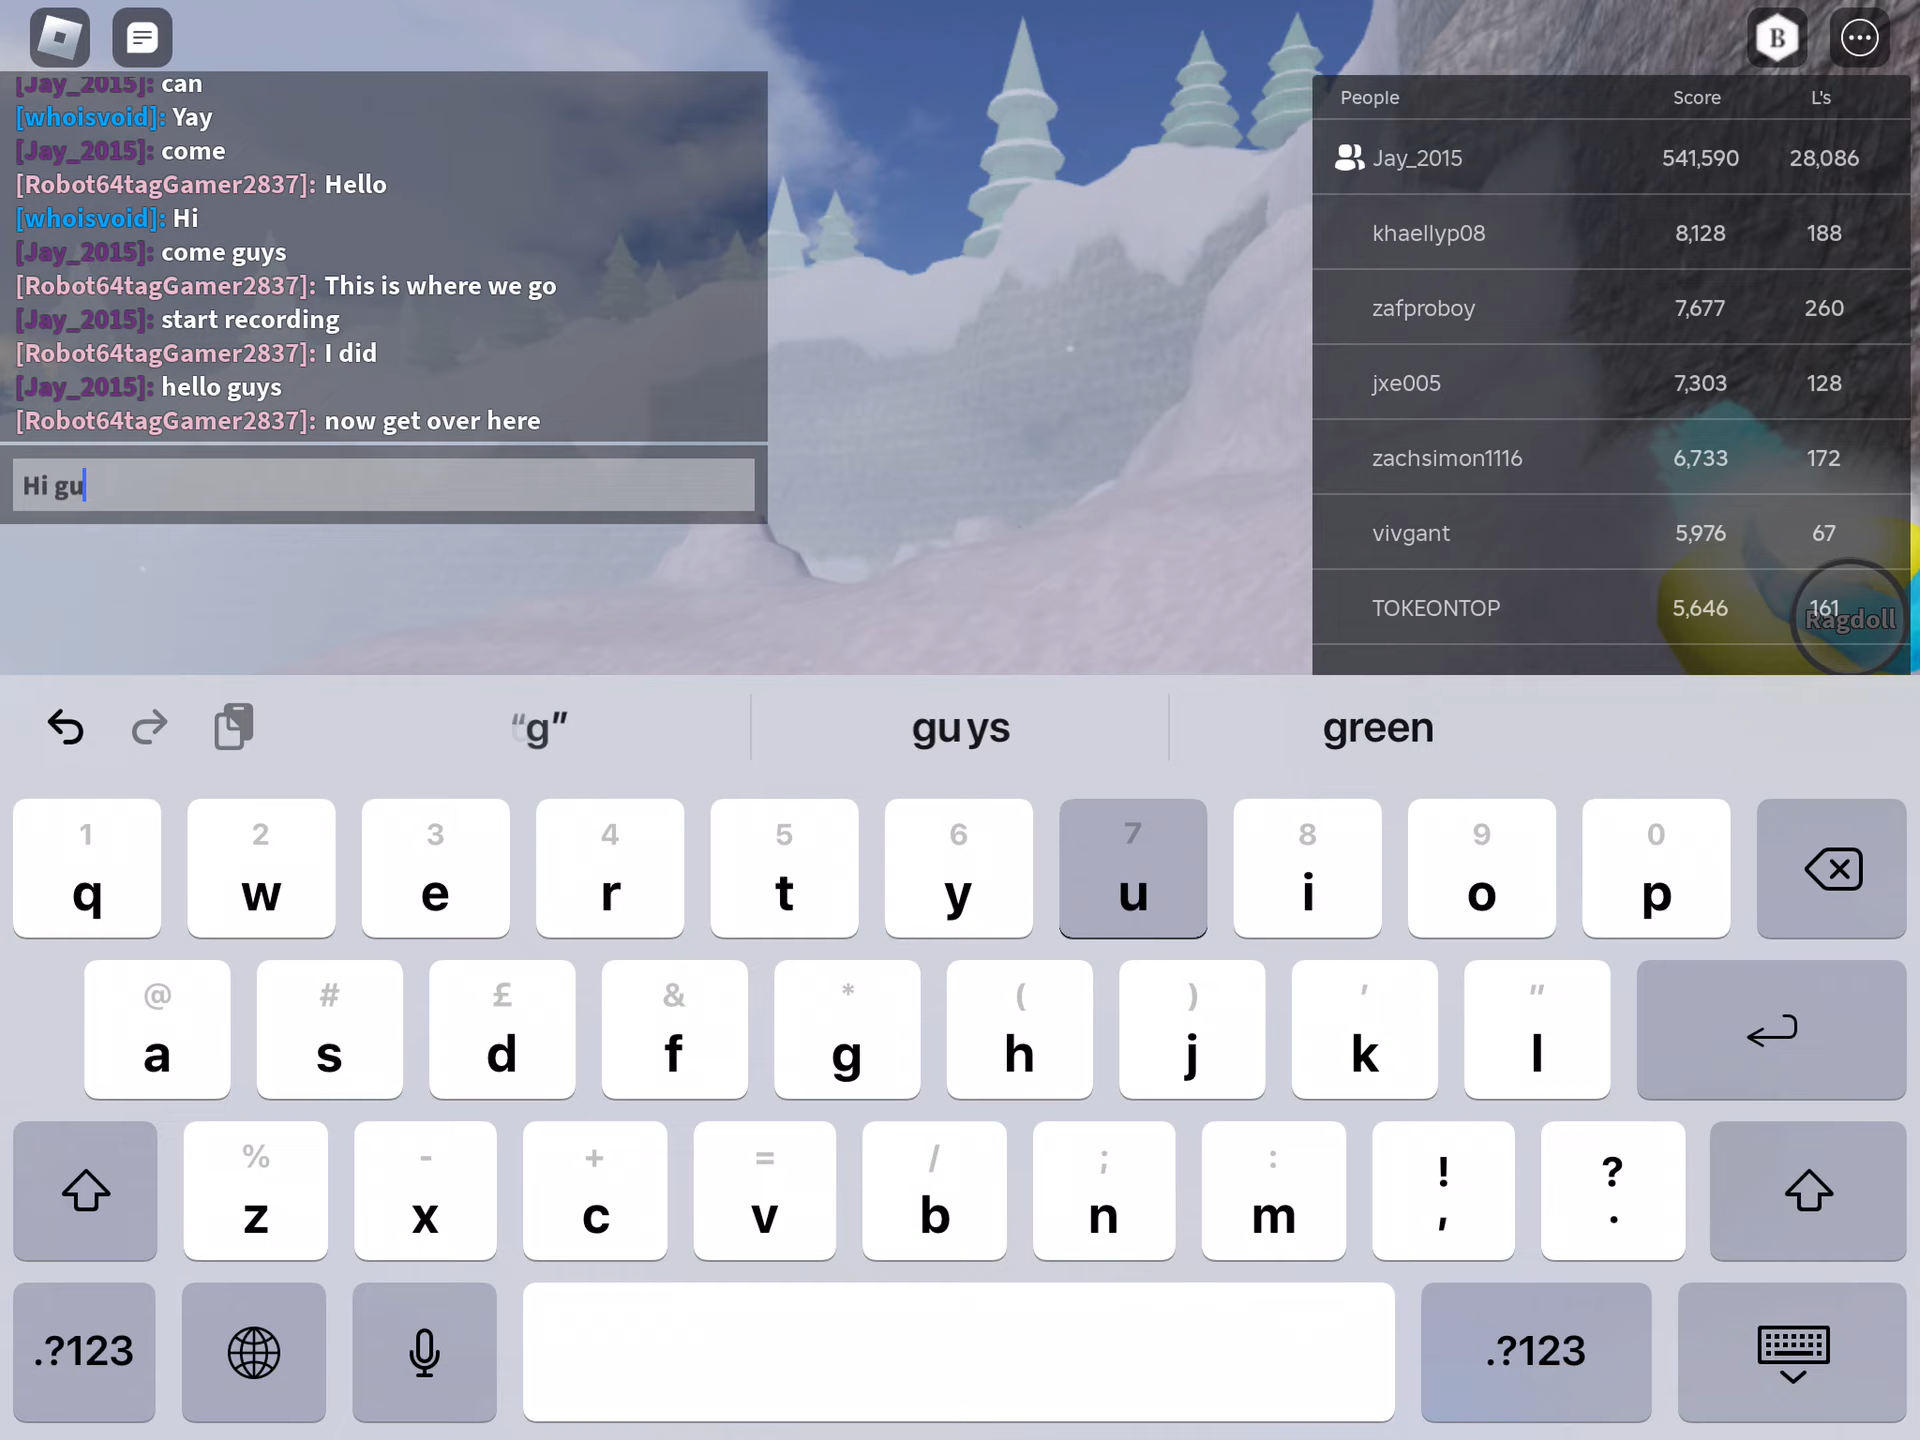 [Jay_2015]: can
[whoisvoid]: Yay
[Jay_2015]: come
[Robot64tagGamer2837]: Hello
[whoisvoid]: Hi
[Jay_2015]: come guys
[Robot64tagGamer2837]: This is where we go
[Jay_2015]: start recording
[Robot64tagGamer2837]: I did
[Jay_2015]: hello guys
[Robot64tagGamer2837]: now get over here
Hi gu
B
People Score L's
Jay_2015 541,590 28,086
khaellyp08 8,128 188
zafproboy 7,677 260
jxe005 7,303 128
zachsimon1116 6,733 172
vivgant 5,976 67
TOKEONTOP 5,646 161
Ragdoll
“g” guys green
1 2 3 4 5 6 7 8 9 0
q w e r t y u i o p
@ # £ & * ( ) ' "
a s d f g h j k l
% - + = / ; : ! ?
z x c v b n m , .
.?123 .?123